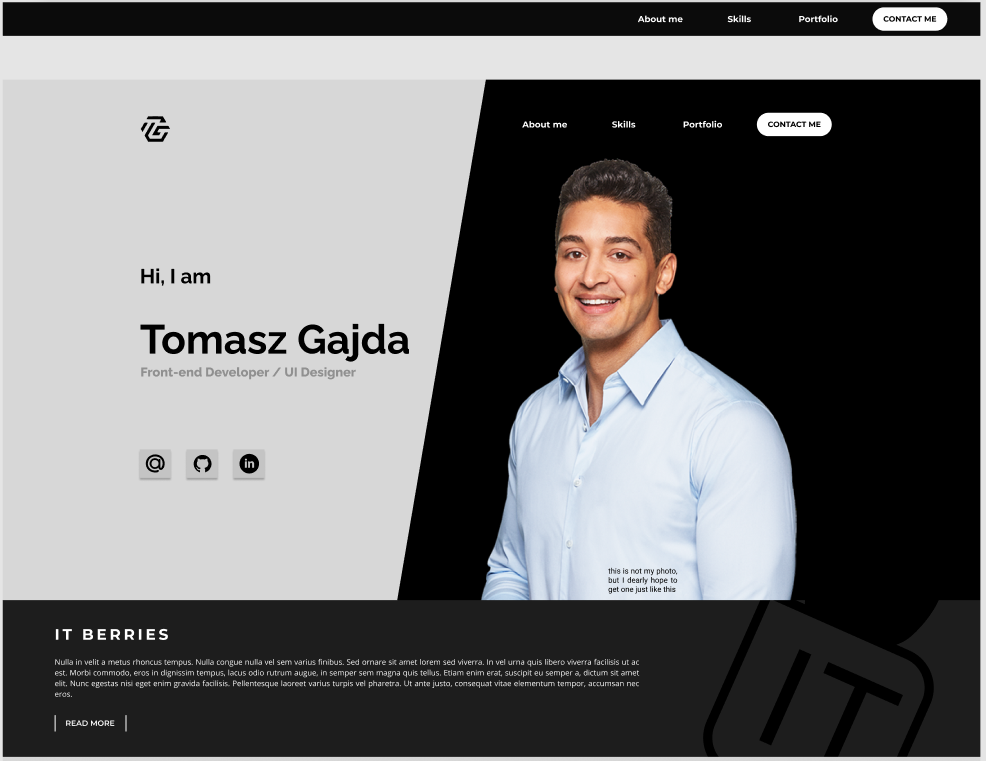 About me Skills Portfolio CONTACT ME
About me Skills Portfolio CONTACT ME
Hi, I am
Tomasz Gajda
Front-end Developer / UI Designer
in
this is not my photo,
but I dearly hope to
get one just like this
IT BERRIES
Nulla in velit a metus rhoncus tempus. Nulla congue nulla vel sem varius finibus. Sed ornare sit amet lorem sed viverra. In vel urna quis libero viverra facilisis ut ac
est. Morbi commodo, eros in dignissim tempus, lacus odio rutrum augue, in semper sem magna quis tellus. Etiam enim erat, suscipit eu semper a, dictum sit amet
elit. Nunc egestas nisi eget enim gravida facilisis. Pellentesque laoreet varius turpis vel pharetra. Ut ante justo, consequat vitae elementum tempor, accumsan nec
eros.
READ MORE
IT